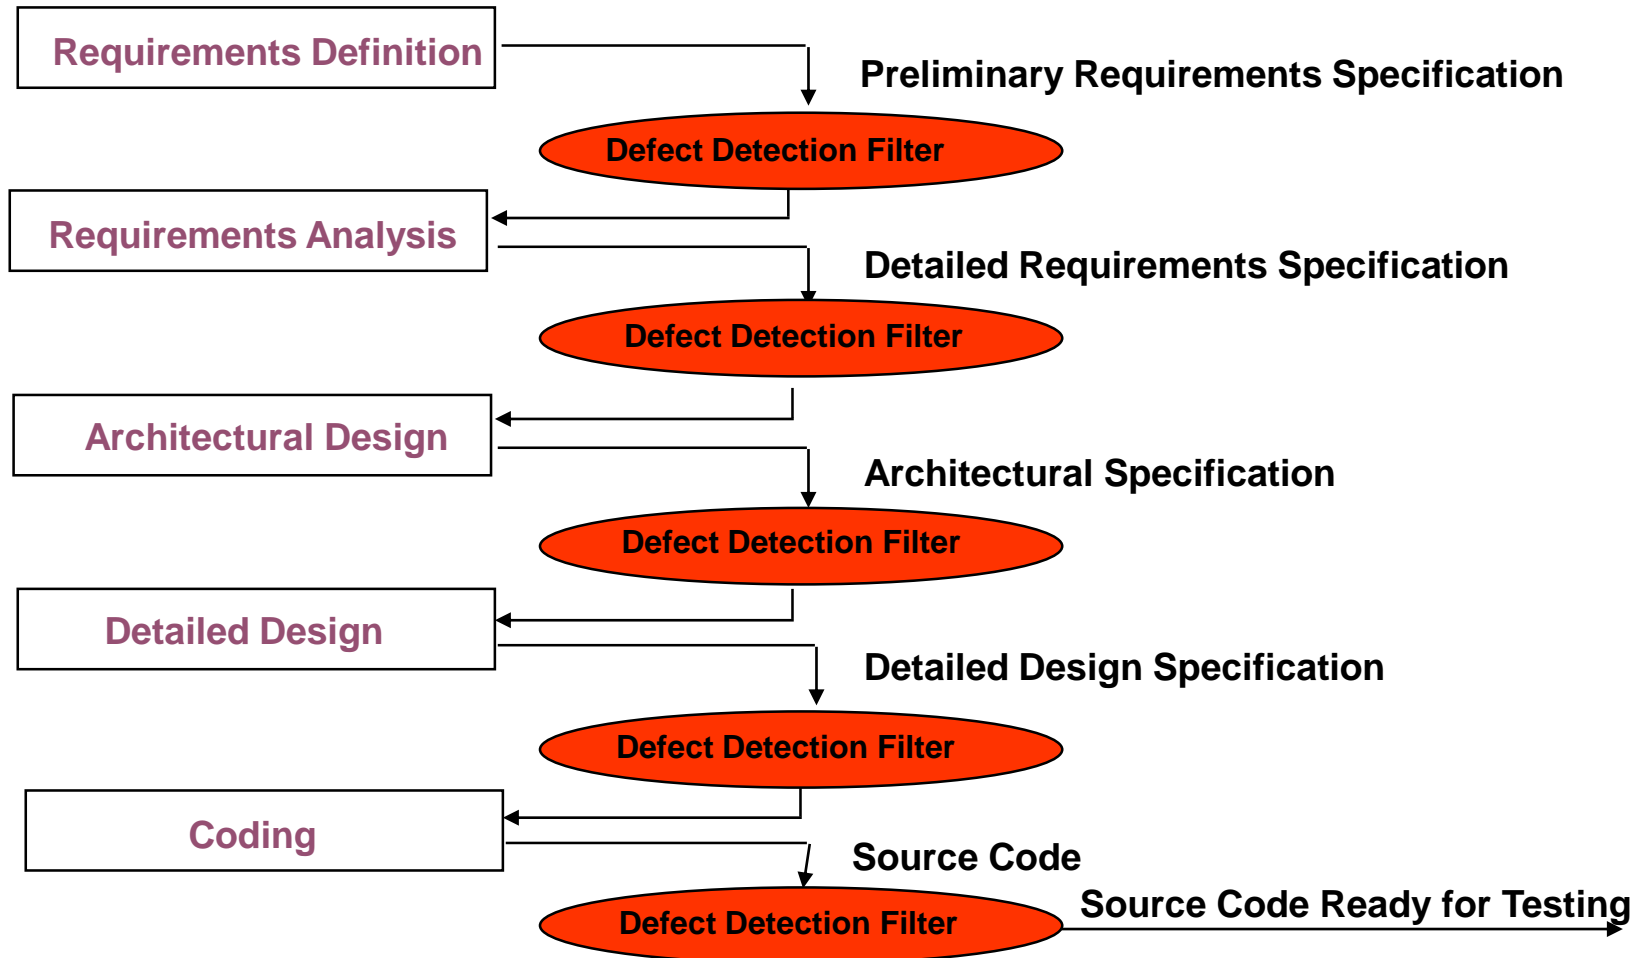 Requirements Definition
Preliminary Requirements Specification
Defect Detection Filter
Requirements Analysis
Detailed Requirements Specification
Defect Detection Filter
Architectural Design
Architectural Specification
Defect Detection Filter
Detailed Design
Detailed Design Specification
Defect Detection Filter
Coding
Source Code
Defect Detection Filter
Source Code Ready for Testing